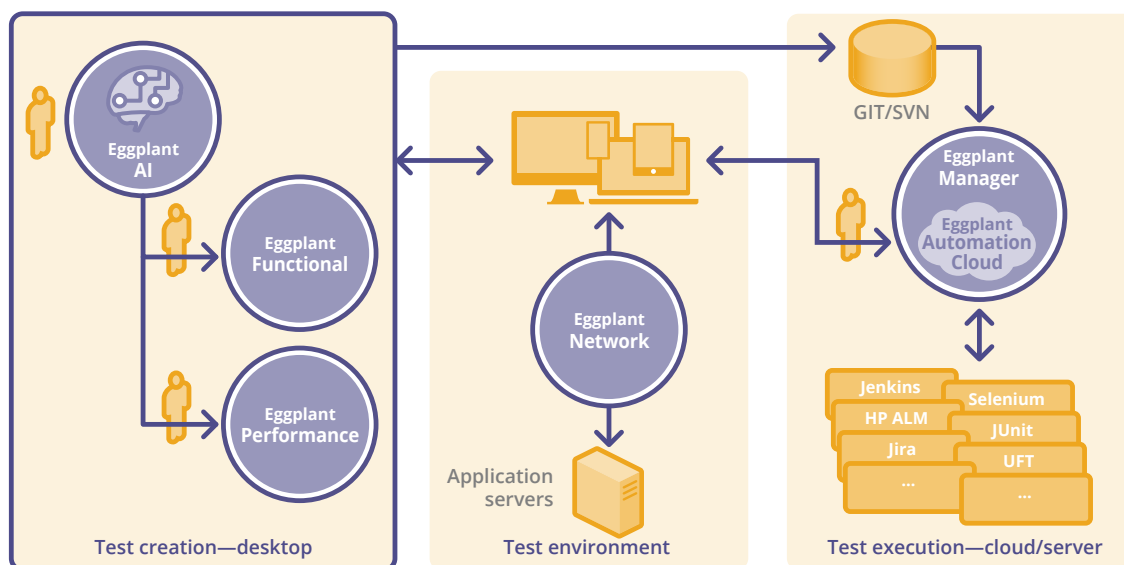 Eggplant
AI
Eggplant
Functional
Eggplant
Performance
Test creation—desktop
Eggplant
Network
Application
servers
Test environment
GIT/SVN
Eggplant
Manager
Eggplant
Automation
Cloud
Jenkins
HP ALM
Jira
...
Selenium
JUnit
UFT
...
Test execution—cloud/server